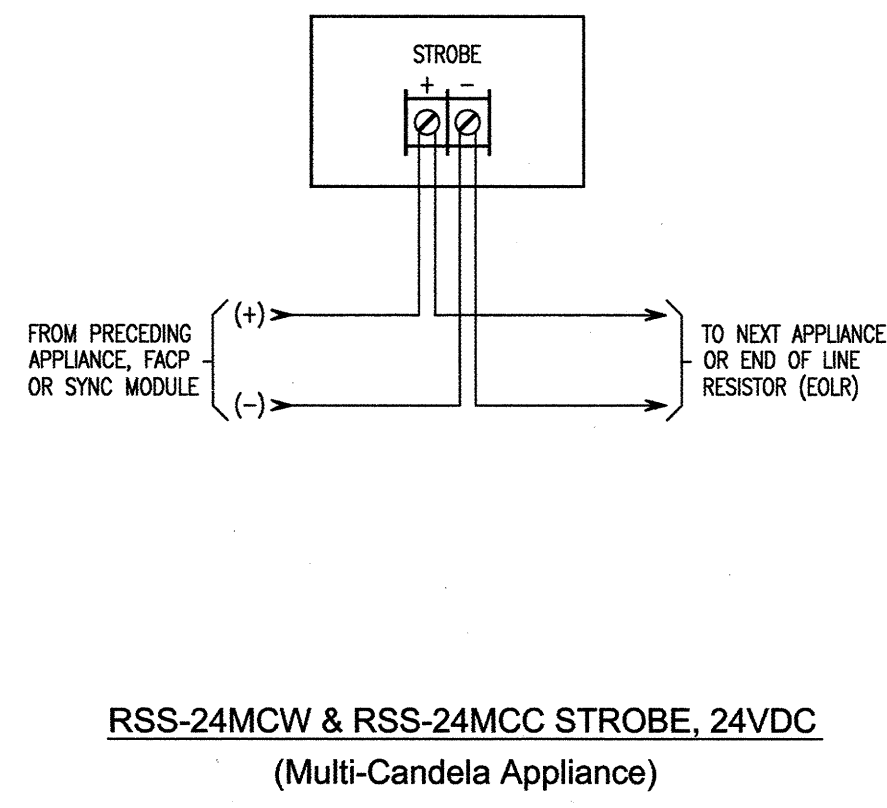 STROBE
+ -
(+)
FROM PRECEDING
APPLIANCE, FACP
OR SYNC MODULE
(-)
TO NEXT APPLIANCE
OR END OF LINE
RESISTOR (EOLR)
RSS-24MCW & RSS-24MCC STROBE, 24VDC
(Multi-Candela Appliance)